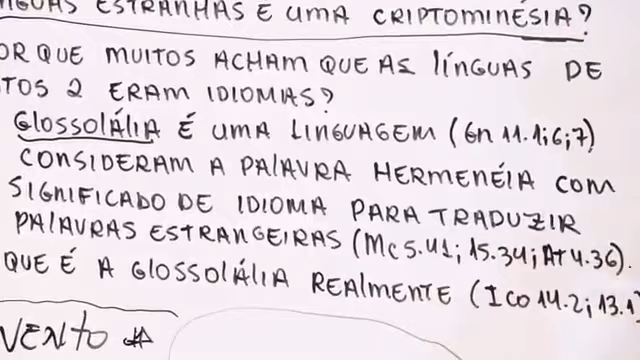 ESTRANHAS É UMA CRIPTOMINÉSIA?
OR QUE MUITOS ACHAM QUE AS LÍNGUAS DE
TOS 2 ERAM IDIOMAS?
GLOSSOLÁLIA É UMA LINGUAGEM (Gn 11.1;6;7)
CONSIDERAM A PALAVRA HERMENÉIA COM
SIGNIFICADO DE IDIOMA PARA TRADUZIR
PALAVRAS ESTRANGEIRAS (Mc 5.41; 15.34; At 4.36).
QUE É A GLOSSOLÁLIA REALMENTE (I Co 14.2; 13.1)
VENTO